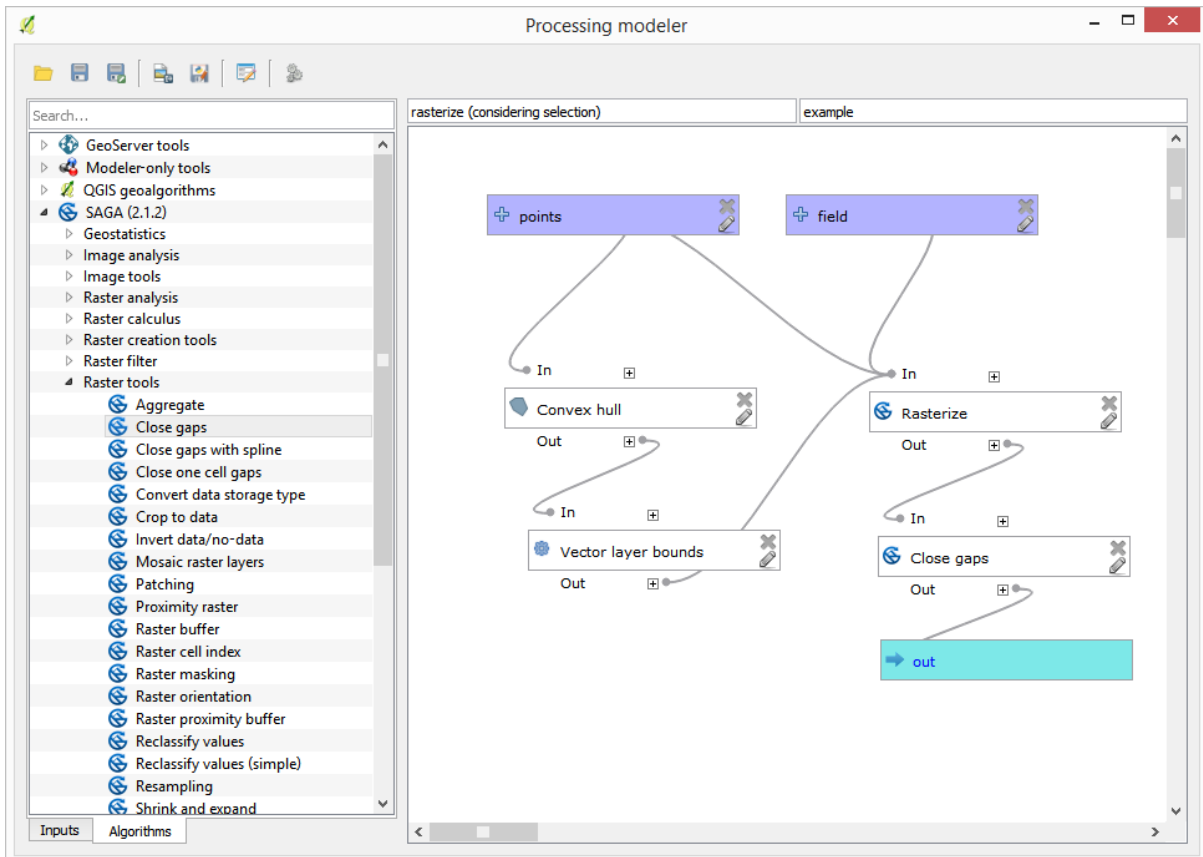 Processing modeler
Search...
rasterize (considering selection)
example
GeoServer tools
Modeler-only tools
QGIS geoalgorithms
SAGA (2.1.2)
Geostatistics
Image analysis
Image tools
Raster analysis
Raster calculus
Raster creation tools
Raster filter
Raster tools
Aggregate
Close gaps
Close gaps with spline
Close one cell gaps
Convert data storage type
Crop to data
Invert data/no-data
Mosaic raster layers
Patching
Proximity raster
Raster buffer
Raster cell index
Raster masking
Raster orientation
Raster proximity buffer
Reclassify values
Reclassify values (simple)
Resampling
Shrink and expand
Inputs
Algorithms
points
field
In
Convex hull
Out
In
Vector layer bounds
Out
In
Rasterize
Out
In
Close gaps
Out
out